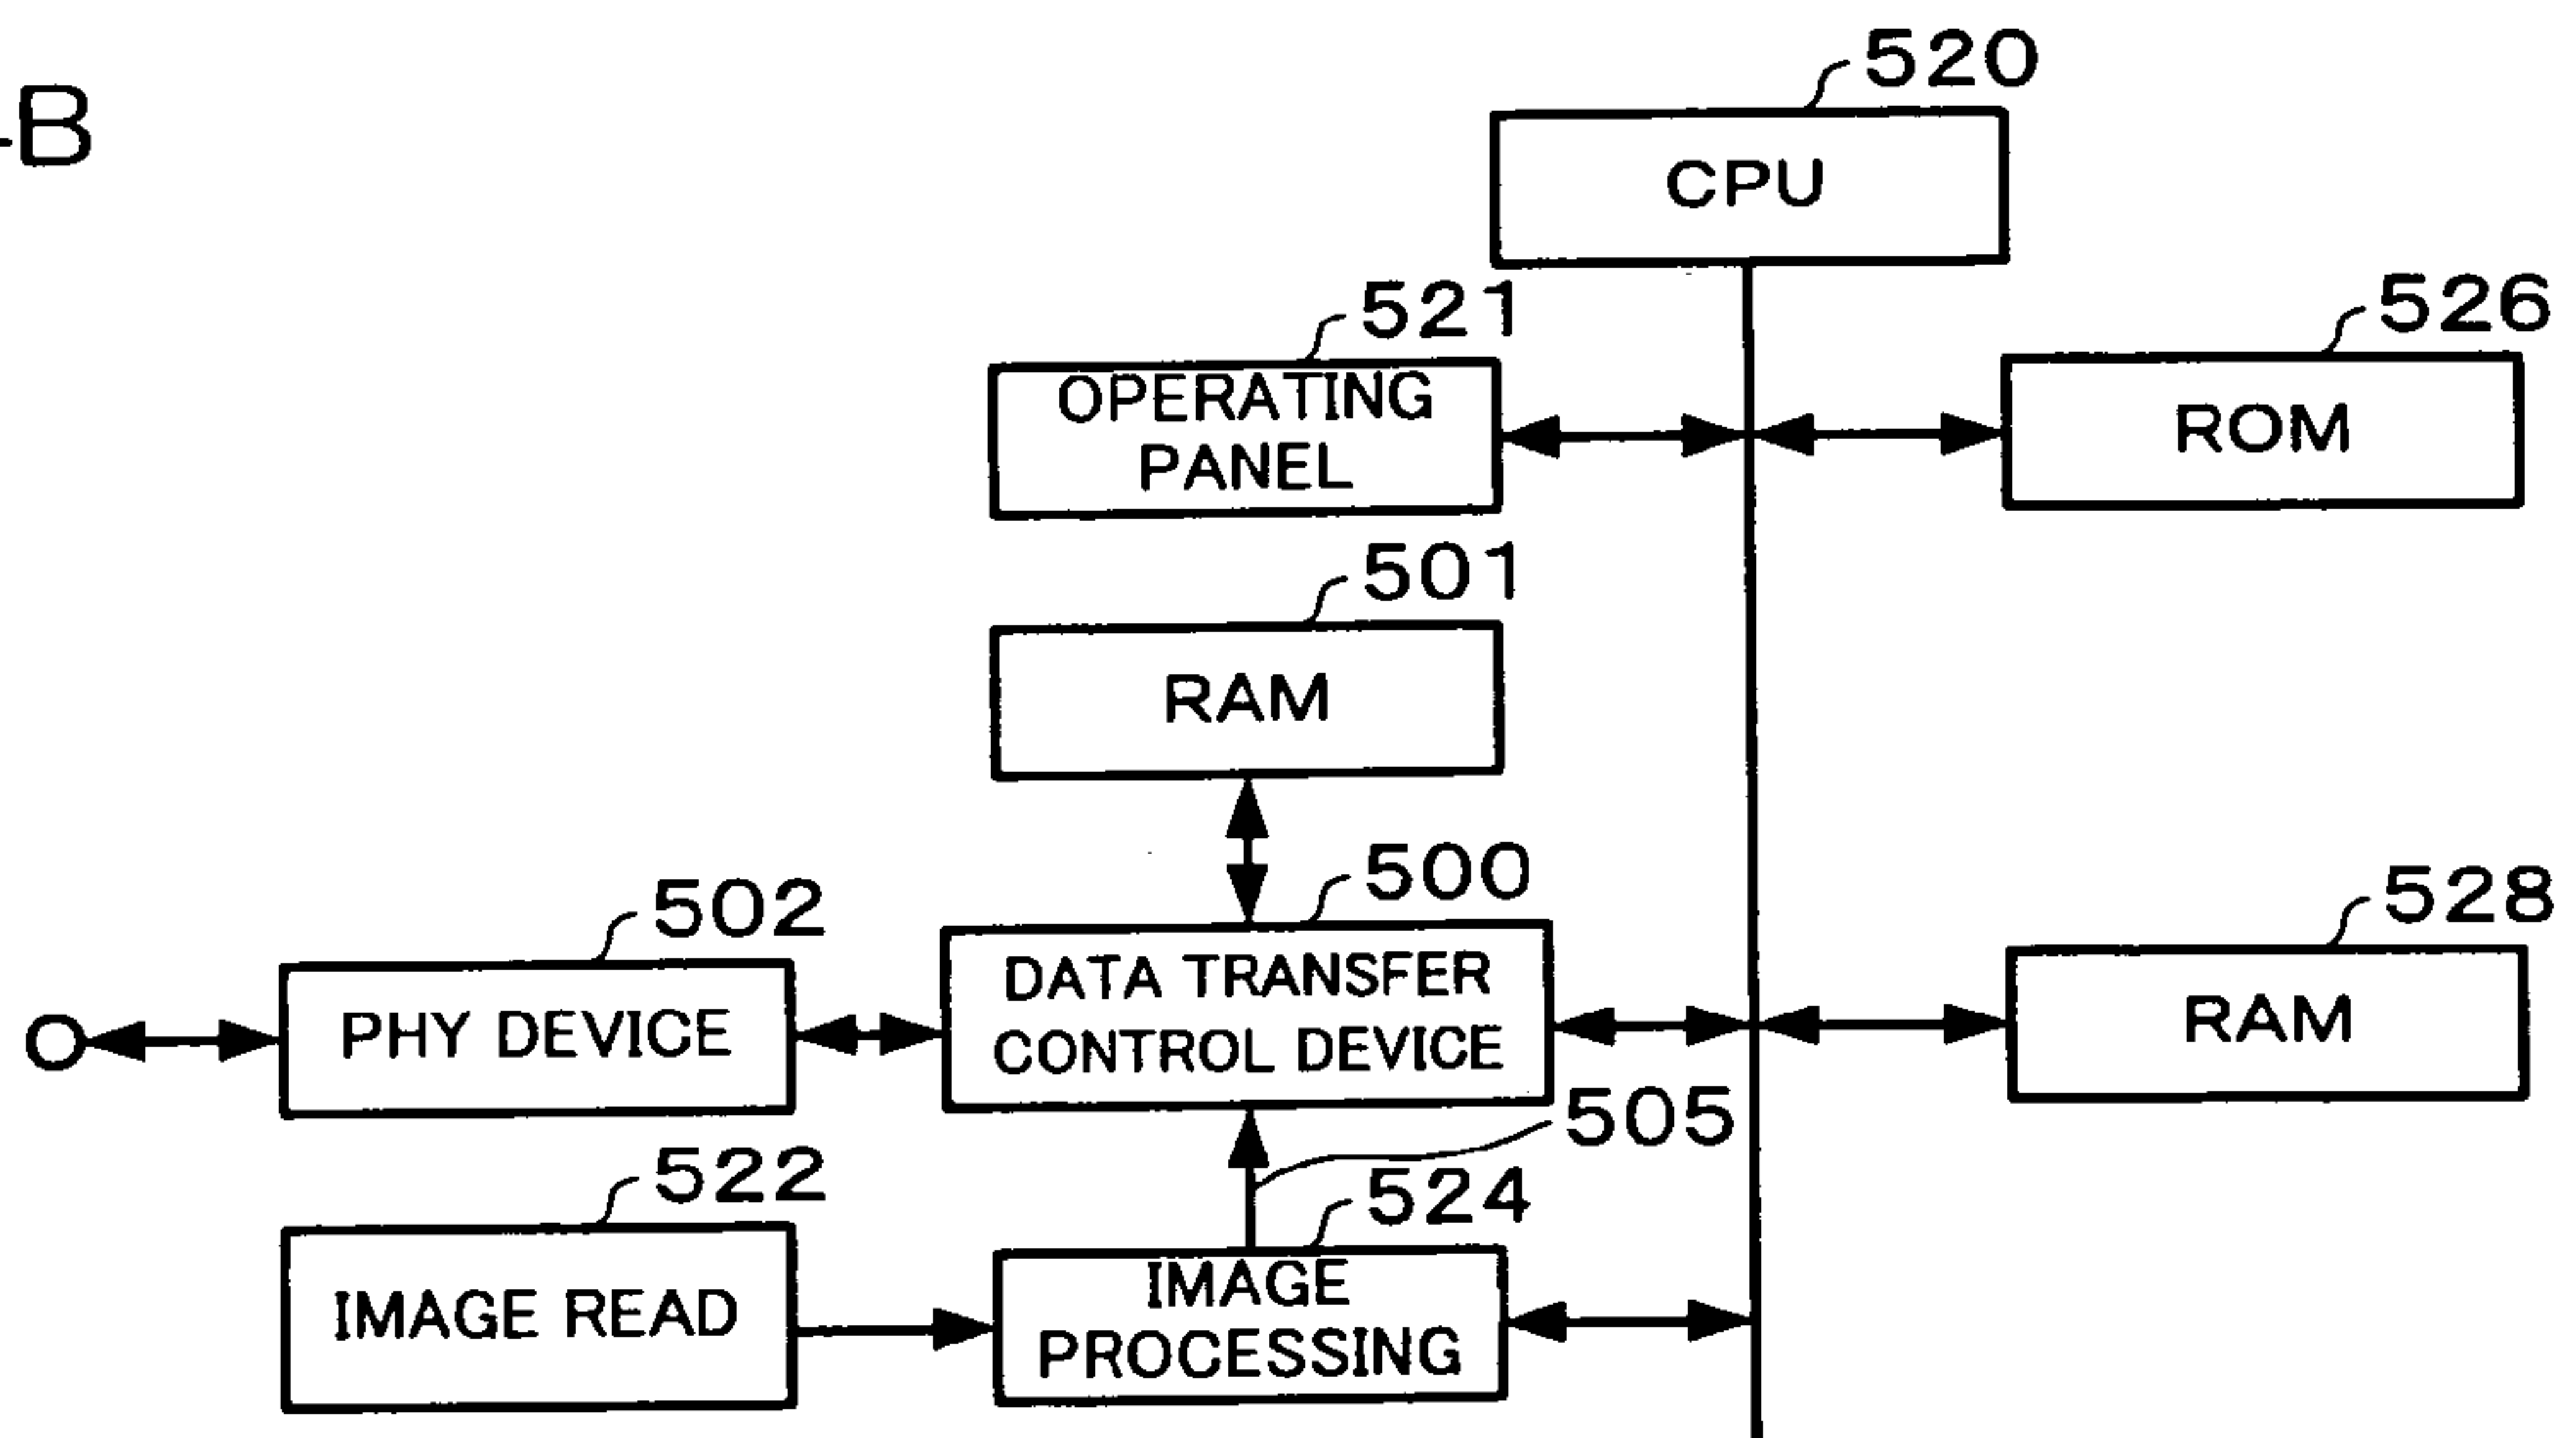 -B
520
CPU
521
526
OPERATING
PANEL
ROM
501
RAM
500
502
528
DATA TRANSFER
CONTROL DEVICE
PHY DEVICE
RAM
505
522
524
IMAGE READ
IMAGE
PROCESSING